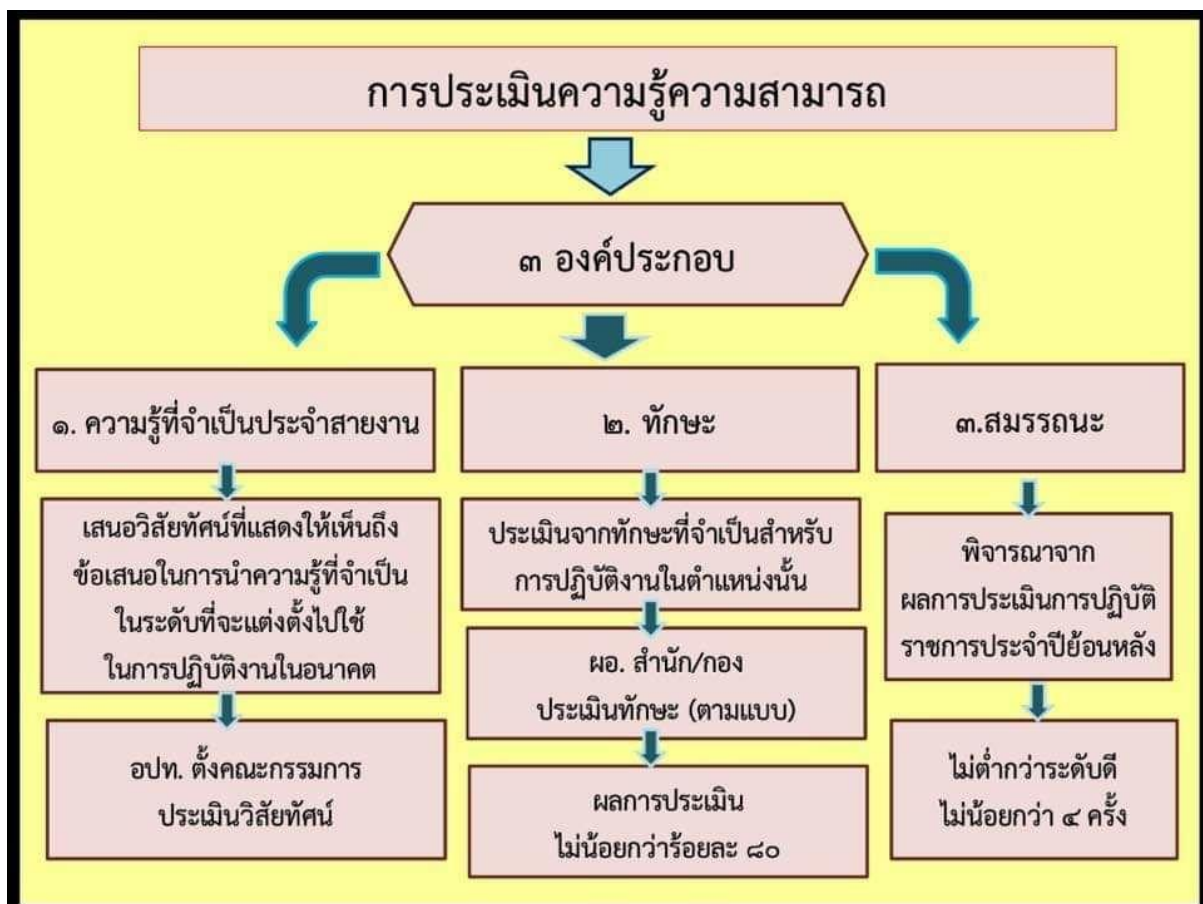 การประเมินความรู้ความสามารถ
๓ องค์ประกอบ
๑. ความรู้ที่จำเป็นประจำสายงาน
เสนอวิสัยทัศน์ที่แสดงให้เห็นถึง
ข้อเสนอในการนำความรู้ที่จำเป็น
ในระดับที่จะแต่งตั้งไปใช้
ในการปฏิบัติงานในอนาคต
อปท. ตั้งคณะกรรมการ
ประเมินวิสัยทัศน์
๒. ทักษะ
ประเมินจากทักษะที่จำเป็นสำหรับ
การปฏิบัติงานในตำแหน่งนั้น
ผอ. สำนัก/กอง
ประเมินทักษะ (ตามแบบ)
ผลการประเมิน
ไม่น้อยกว่าร้อยละ ๘๐
๓.สมรรถนะ
พิจารณาจาก
ผลการประเมินการปฏิบัติ
ราชการประจำปีย้อนหลัง
ไม่ต่ำกว่าระดับดี
ไม่น้อยกว่า ๔ ครั้ง